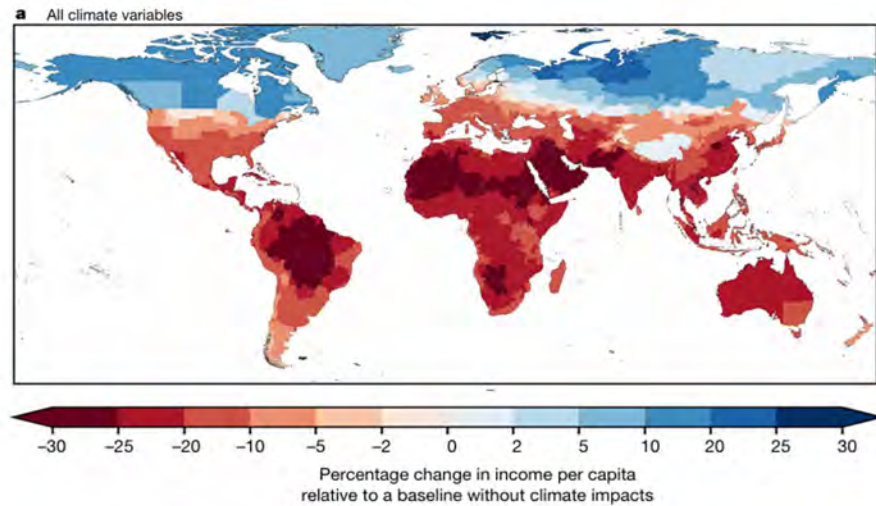 a All climate variables
–30 –25 –20 –10 –5 –2 0 2 5 10 20 25 30
Percentage change in income per capita
relative to a baseline without climate impacts